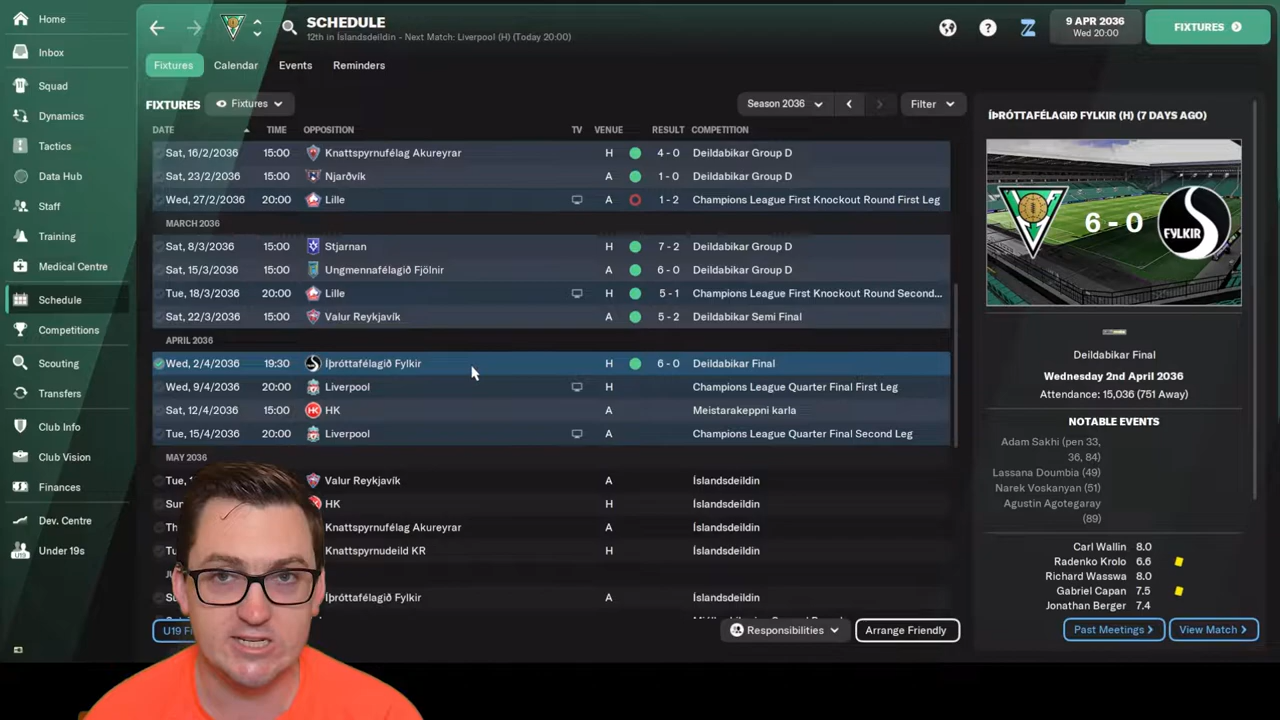 Home
Inbox
Squad
Dynamics
Tactics
Data Hub
Staff
Training
Medical Centre
Schedule
Competitions
Scouting
Transfers
Club Info
Club Vision
Finances
Dev. Centre
Under 19s
SCHEDULE
12th in Íslandsdeildin - Next Match: Liverpool (H) (Today 20:00)
9 APR 2036
Wed 20:00
FIXTURES
Fixtures Calendar Events Reminders
FIXTURES Fixtures Season 2036 Filter
DATE TIME OPPOSITION TV VENUE RESULT COMPETITION
Sat, 16/2/2036 15:00 Knattspyrnufélag Akureyrar H 4 - 0 Deildabikar Group D
Sat, 23/2/2036 15:00 Njarðvík A 1 - 0 Deildabikar Group D
Wed, 27/2/2036 20:00 Lille A 1 - 2 Champions League First Knockout Round First Leg
MARCH 2036
Sat, 8/3/2036 15:00 Stjarnan H 7 - 2 Deildabikar Group D
Sat, 15/3/2036 15:00 Ungmennafélagið Fjölnir A 6 - 0 Deildabikar Group D
Tue, 18/3/2036 20:00 Lille H 5 - 1 Champions League First Knockout Round Second...
Sat, 22/3/2036 15:00 Valur Reykjavík A 5 - 2 Deildabikar Semi Final
APRIL 2036
Wed, 2/4/2036 19:30 Íþróttafélagið Fylkir H 6 - 0 Deildabikar Final
Wed, 9/4/2036 20:00 Liverpool H Champions League Quarter Final First Leg
Sat, 12/4/2036 15:00 HK A Meistarakeppni karla
Tue, 15/4/2036 20:00 Liverpool A Champions League Quarter Final Second Leg
MAY 2036
Tue, Valur Reykjavík A Íslandsdeildin
HK H Íslandsdeildin
Knattspyrnufélag Akureyrar A Íslandsdeildin
Knattspyrnudeild KR H Íslandsdeildin
Íþróttafélagið Fylkir A Íslandsdeildin
Responsibilities Arrange Friendly
ÍÞRÓTTAFÉLAGIÐ FYLKIR (H) (7 DAYS AGO)
6 - 0
FYLKIR
Deildabikar Final
Wednesday 2nd April 2036
Attendance: 15,036 (751 Away)
NOTABLE EVENTS
Adam Sakhi (pen 33,
36, 84)
Lassana Doumbia (49)
Narek Voskanyan (51)
Agustin Agotegaray
(89)
Carl Wallin 8.0
Radenko Krolo 6.6
Richard Wasswa 8.0
Gabriel Capan 7.5
Jonathan Berger 7.4
Past Meetings View Match